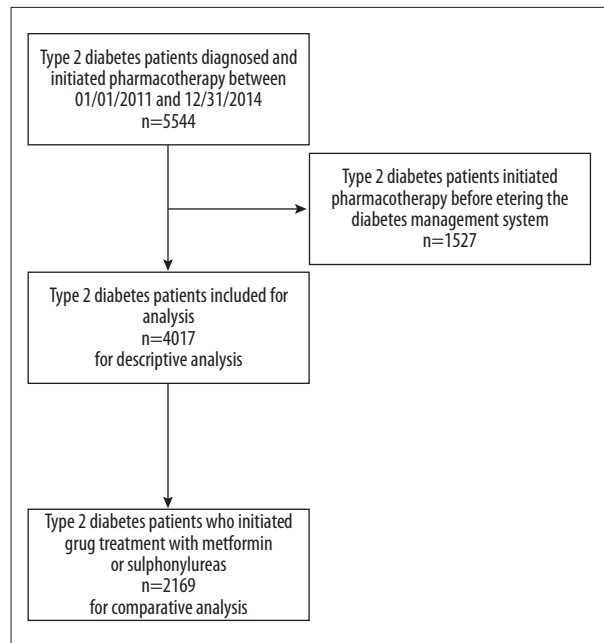 Type 2 diabetes patients diagnosed and
initiated pharmacotherapy between
01/01/2011 and 12/31/2014
n=5544
Type 2 diabetes patients initiated
pharmacotherapy before etering the
diabetes management system
n=1527
Type 2 diabetes patients included for
analysis
n=4017
for descriptive analysis
Type 2 diabetes patients who initiated
grug treatment with metformin
or sulphonylureas
n=2169
for comparative analysis